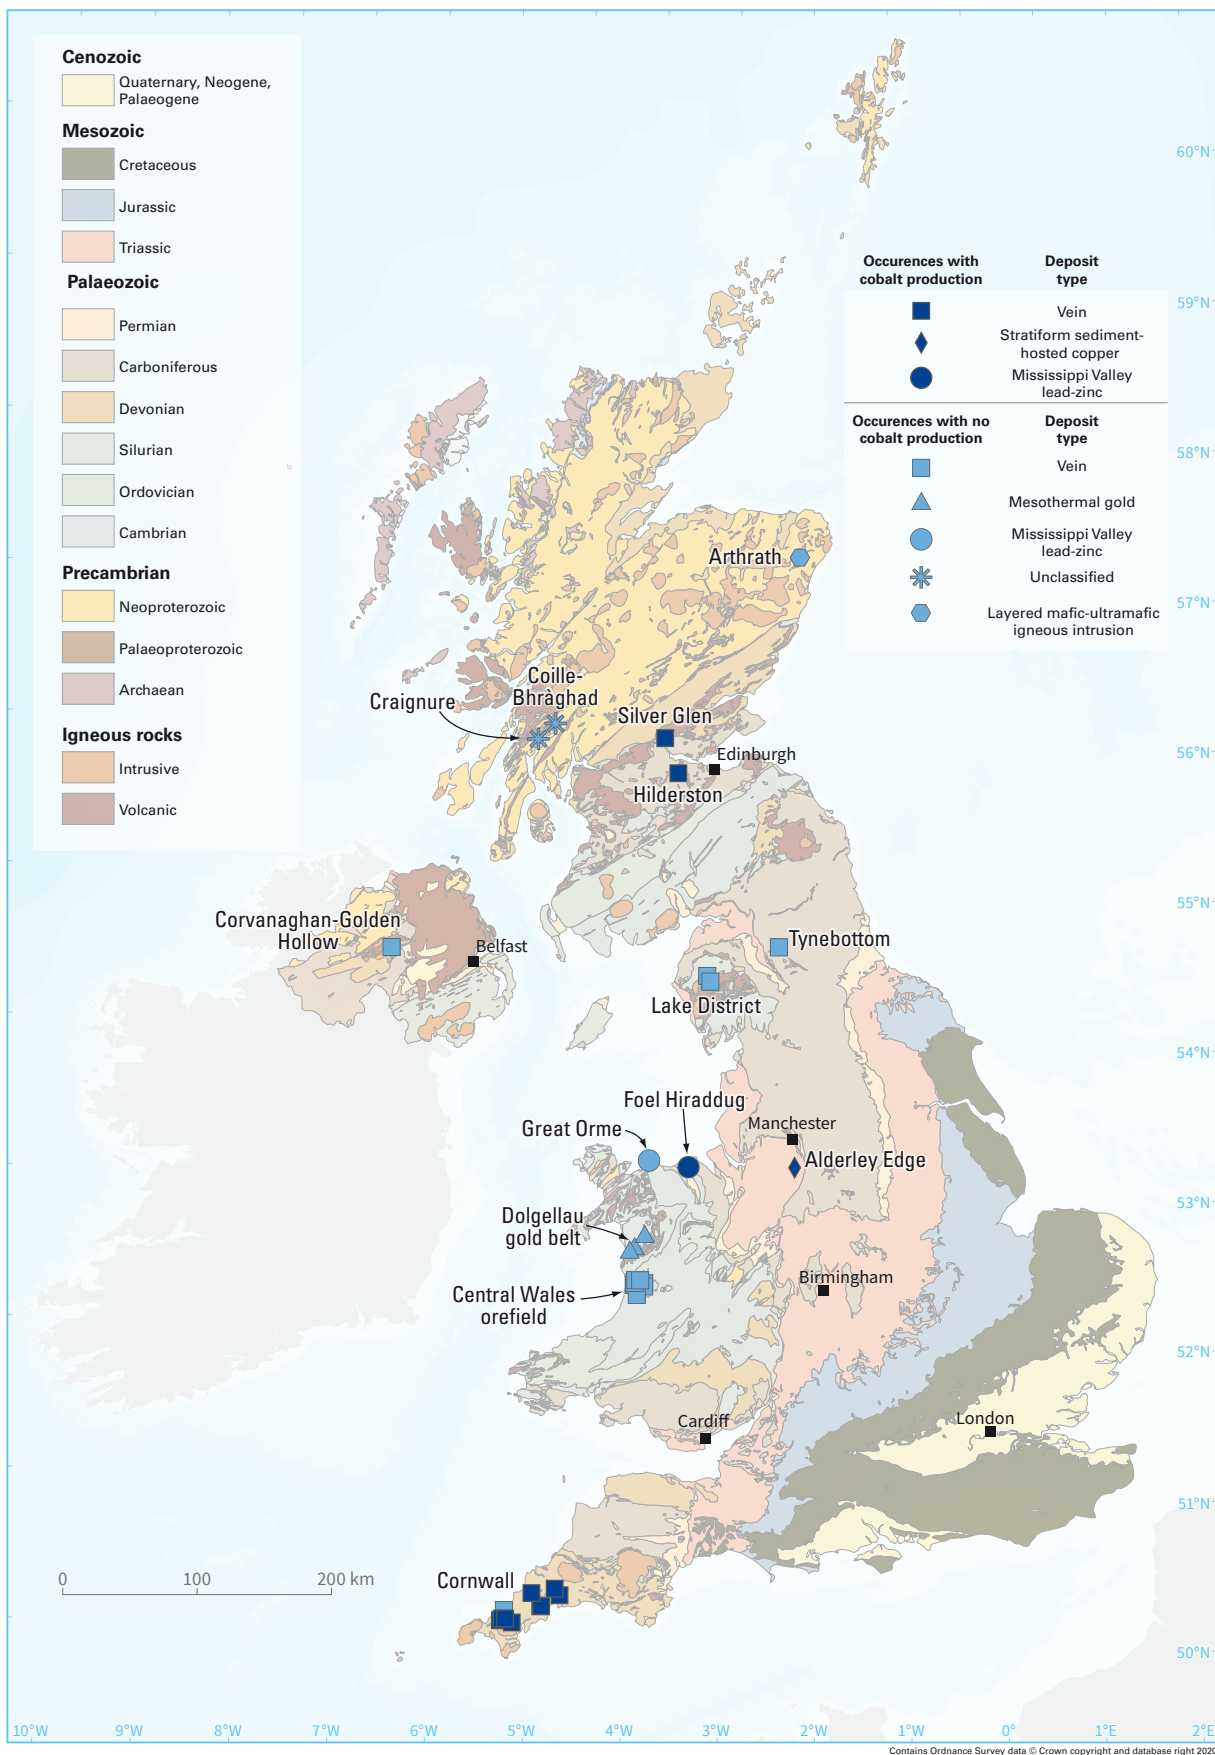 Cenozoic
Quaternary, Neogene,
Palaeogene
Mesozoic
Cretaceous
Jurassic
Triassic
Palaeozoic
Permian
Carboniferous
Devonian
Silurian
Ordovician
Cambrian
Precambrian
Neoproterozoic
Palaeoproterozoic
Archaean
Igneous rocks
Intrusive
Volcanic
Occurences with
cobalt production
Deposit
type
Vein
Stratiform sediment-
hosted copper
Mississippi Valley
lead-zinc
Occurences with no
cobalt production
Deposit
type
Vein
Mesothermal gold
Mississippi Valley
lead-zinc
Unclassified
Layered mafic-ultramafic
igneous intrusion
60°N
59°N
58°N
57°N
56°N
55°N
54°N
53°N
52°N
51°N
50°N
Arthrath
Coille-
Bhràghad
Craignure
Silver Glen
Edinburgh
Hilderston
Corvanaghan-Golden
Hollow
Belfast
Tynebottom
Lake District
Foel Hiraddug
Great Orme
Manchester
Alderley Edge
Dolgellau
gold belt
Birmingham
Central Wales
orefield
Cardiff
London
Cornwall
0 100 200 km
10°W 9°W 8°W 7°W 6°W 5°W 4°W 3°W 2°W 1°W 0° 1°E 2°E
Contains Ordnance Survey data © Crown copyright and database right 2020